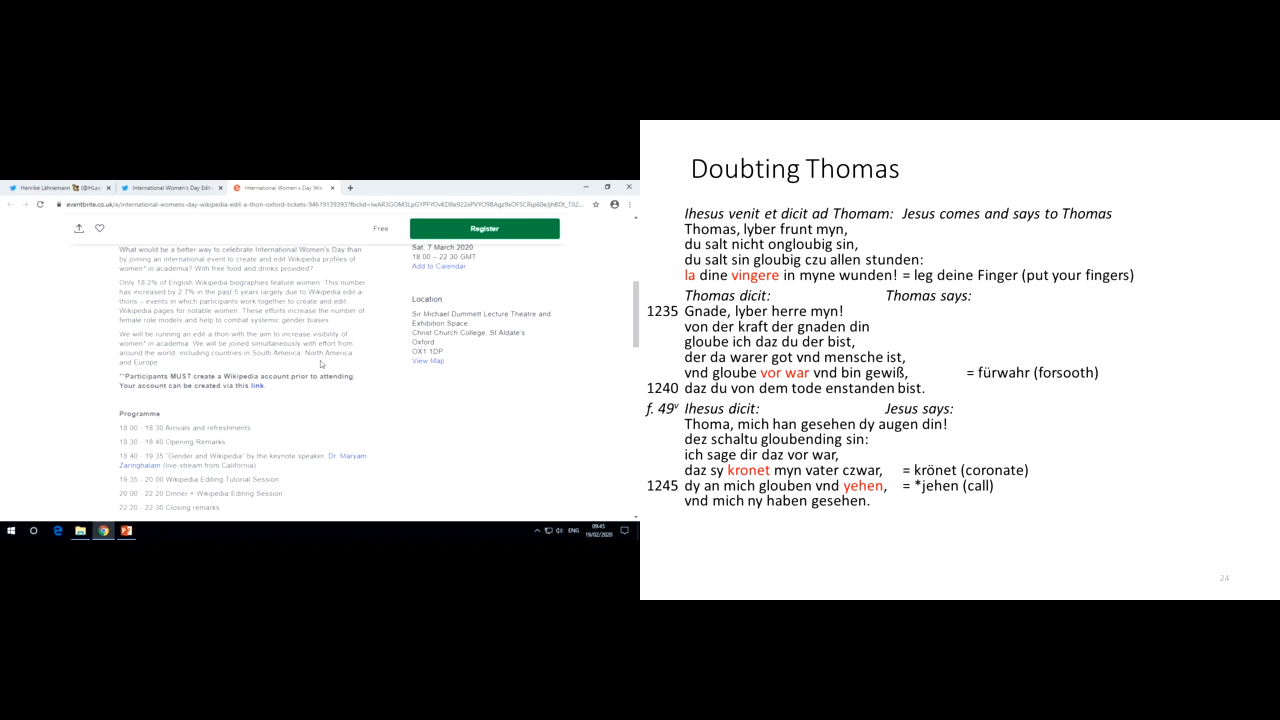 Henrike Lähnemann
International Women's Day Edit
International Women's Day Wik
eventbrite.co.uk/e/international-womens-day-wikipedia-edit-a-thon-oxford-tickets-
Free
Register
What would be a better way to celebrate International Women's Day than
by joining an international event to create and edit Wikipedia profiles of
women* in academia? With free food and drinks provided?
Only 18.2% of English Wikipedia biographies feature women. This number
has increased by 2.7% in the past 5 years largely due to Wikipedia edit-a-
thons – events in which participants work together to create and edit
Wikipedia pages for notable women. These efforts increase the number of
female role models and help to combat systemic gender biases.
We will be running an edit-a-thon with the aim to increase visibility of
women* in academia. We will be joined simultaneously with effort from
around the world, including countries in South America, North America
and Europe.
**Participants MUST create a Wikipedia account prior to attending.
Your account can be created via this link.
Programme
18:00 - 18:30 Arrivals and refreshments
18:30 - 18:40 Opening Remarks
18:40 - 19:35 "Gender and Wikipedia" by the keynote speaker, Dr. Maryam
Zaringhalam (live-stream from California)
19:35 - 20:00 Wikipedia Editing Tutorial Session
20:00 - 22:20 Dinner + Wikipedia Editing Session
22:20 - 22:30 Closing remarks
Sat, 7 March 2020
18:00 – 22:30 GMT
Add to Calendar
Location
Sir Michael Dummett Lecture Theatre and
Exhibition Space
Christ Church College, St Aldate's
Oxford
OX1 1DP
View Map
ENG
09:45
19/02/2020
Doubting Thomas
Ihesus venit et dicit ad Thomam: Jesus comes and says to Thomas
Thomas, lyber frunt myn,
du salt nicht ongloubig sin,
du salt sin gloubig czu allen stunden:
la dine vingere in myne wunden! = leg deine Finger (put your fingers)
Thomas dicit: Thomas says:
1235 Gnade, lyber herre myn!
von der kraft der gnaden din
gloube ich daz du der bist,
der da warer got vnd mensche ist,
vnd gloube vor war vnd bin gewiß, = fürwahr (forsooth)
1240 daz du von dem tode enstanden bist.
f. 49v Ihesus dicit: Jesus says:
Thoma, mich han gesehen dy augen din!
dez schaltu gloubending sin:
ich sage dir daz vor war,
daz sy kronet myn vater czwar, = krönet (coronate)
1245 dy an mich glouben vnd yehen, = *jehen (call)
vnd mich ny haben gesehen.
24